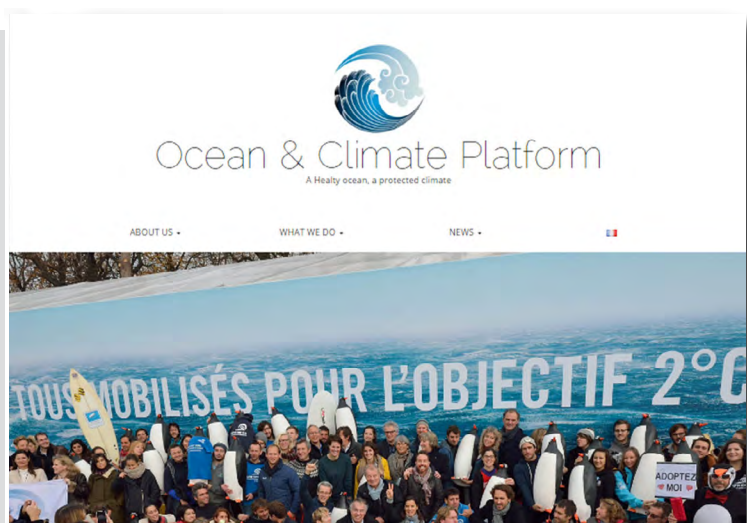 Ocean & Climate Platform
A Healty ocean, a protected climate
ABOUT US WHAT WE DO NEWS
TOUS MOBILISÉS POUR L'OBJECTIF 2°C
ADOPTEZ
MOI